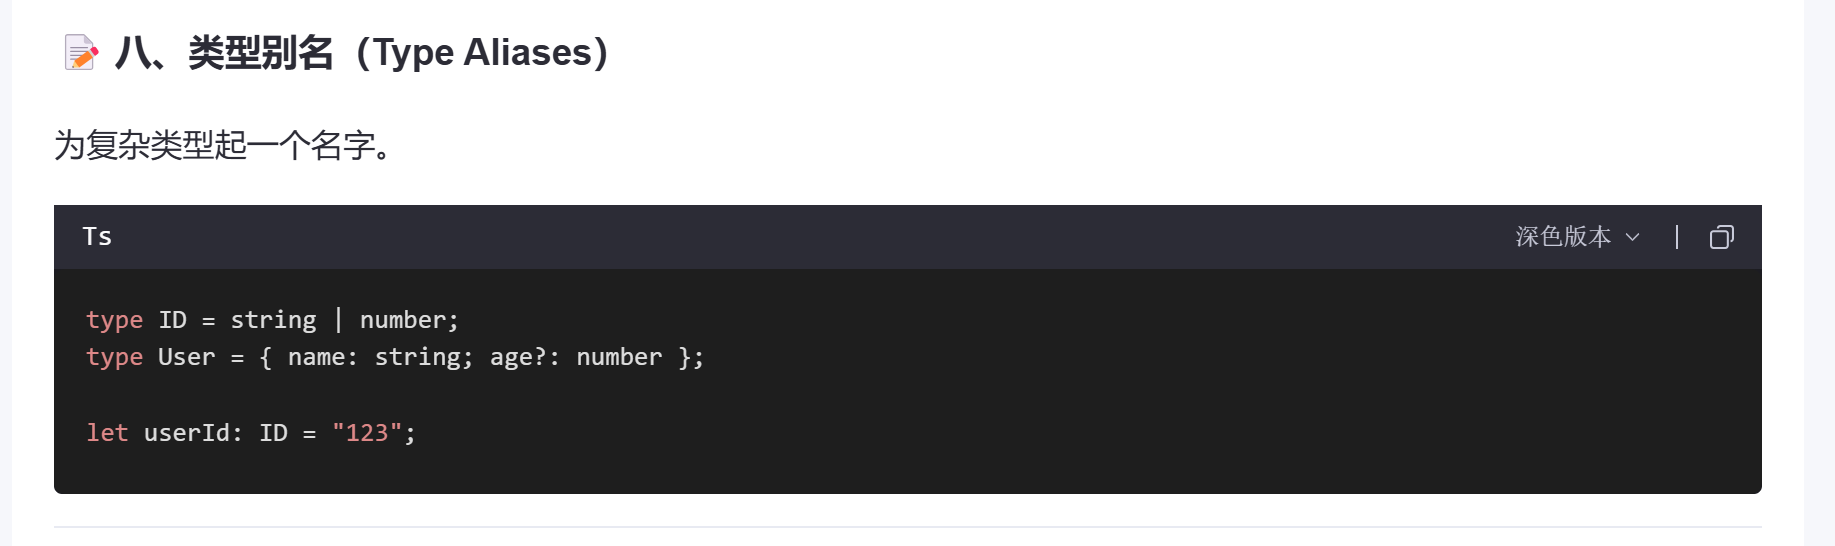 📝 八、类型别名（Type Aliases）
为复杂类型起一个名字。
Ts 深色版本
type ID = string | number;
type User = { name: string; age?: number };
let userId: ID = "123";